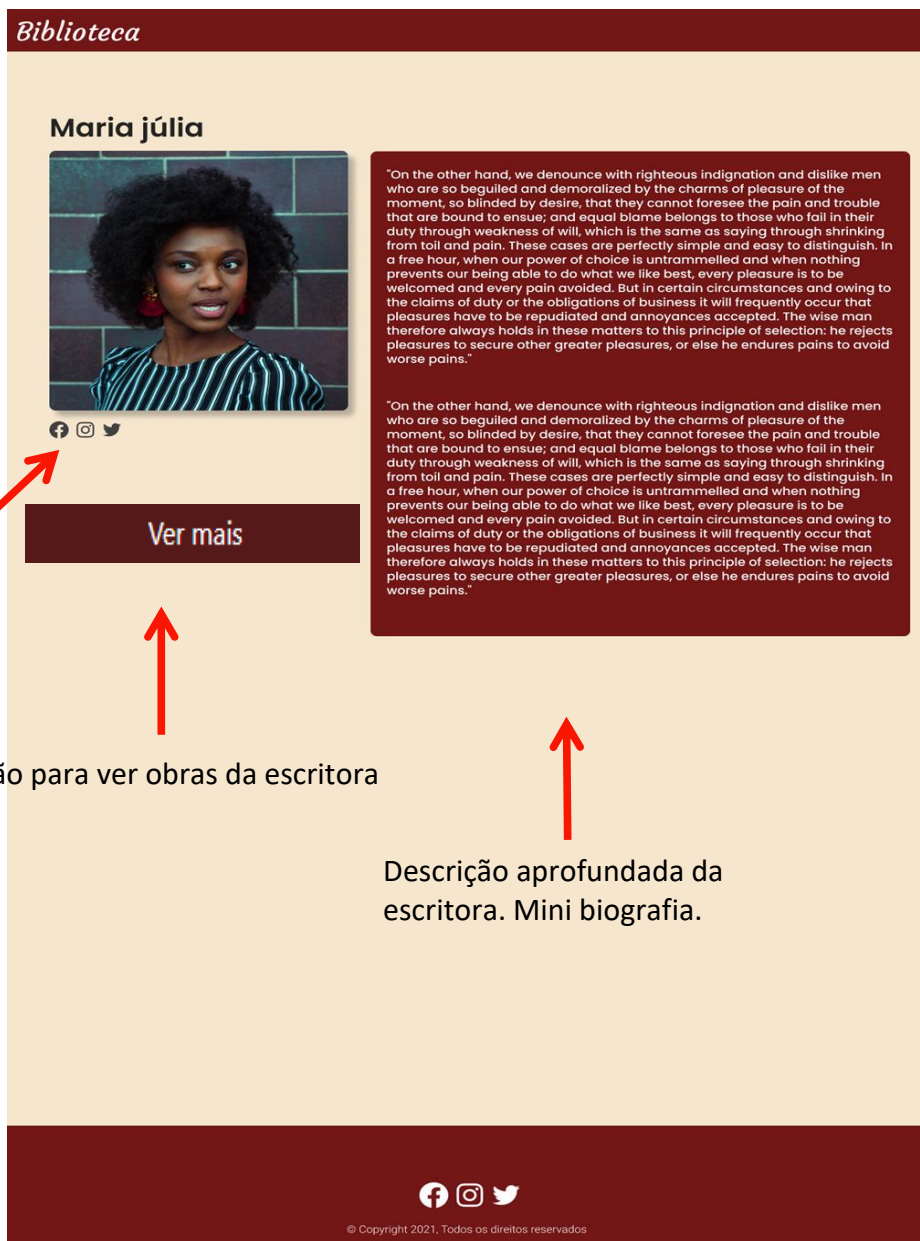 Biblioteca
Maria júlia
"On the other hand, we denounce with righteous indignation and dislike men
who are so beguiled and demoralized by the charms of pleasure of the
moment, so blinded by desire, that they cannot foresee the pain and trouble
that are bound to ensue; and equal blame belongs to those who fail in their
duty through weakness of will, which is the same as saying through shrinking
from toil and pain. These cases are perfectly simple and easy to distinguish. In
a free hour, when our power of choice is untrammelled and when nothing
prevents our being able to do what we like best, every pleasure is to be
welcomed and every pain avoided. But in certain circumstances and owing to
the claims of duty or the obligations of business it will frequently occur that
pleasures have to be repudiated and annoyances accepted. The wise man
therefore always holds in these matters to this principle of selection: he rejects
pleasures to secure other greater pleasures, or else he endures pains to avoid
worse pains."
"On the other hand, we denounce with righteous indignation and dislike men
who are so beguiled and demoralized by the charms of pleasure of the
moment, so blinded by desire, that they cannot foresee the pain and trouble
that are bound to ensue; and equal blame belongs to those who fail in their
duty through weakness of will, which is the same as saying through shrinking
from toil and pain. These cases are perfectly simple and easy to distinguish. In
a free hour, when our power of choice is untrammelled and when nothing
prevents our being able to do what we like best, every pleasure is to be
welcomed and every pain avoided. But in certain circumstances and owing to
the claims of duty or the obligations of business it will frequently occur that
pleasures have to be repudiated and annoyances accepted. The wise man
therefore always holds in these matters to this principle of selection: he rejects
pleasures to secure other greater pleasures, or else he endures pains to avoid
worse pains."
Ver mais
para ver obras da escritora
Descrição aprofundada da
escritora. Mini biografia.
© Copyright 2021, Todos os direitos reservados